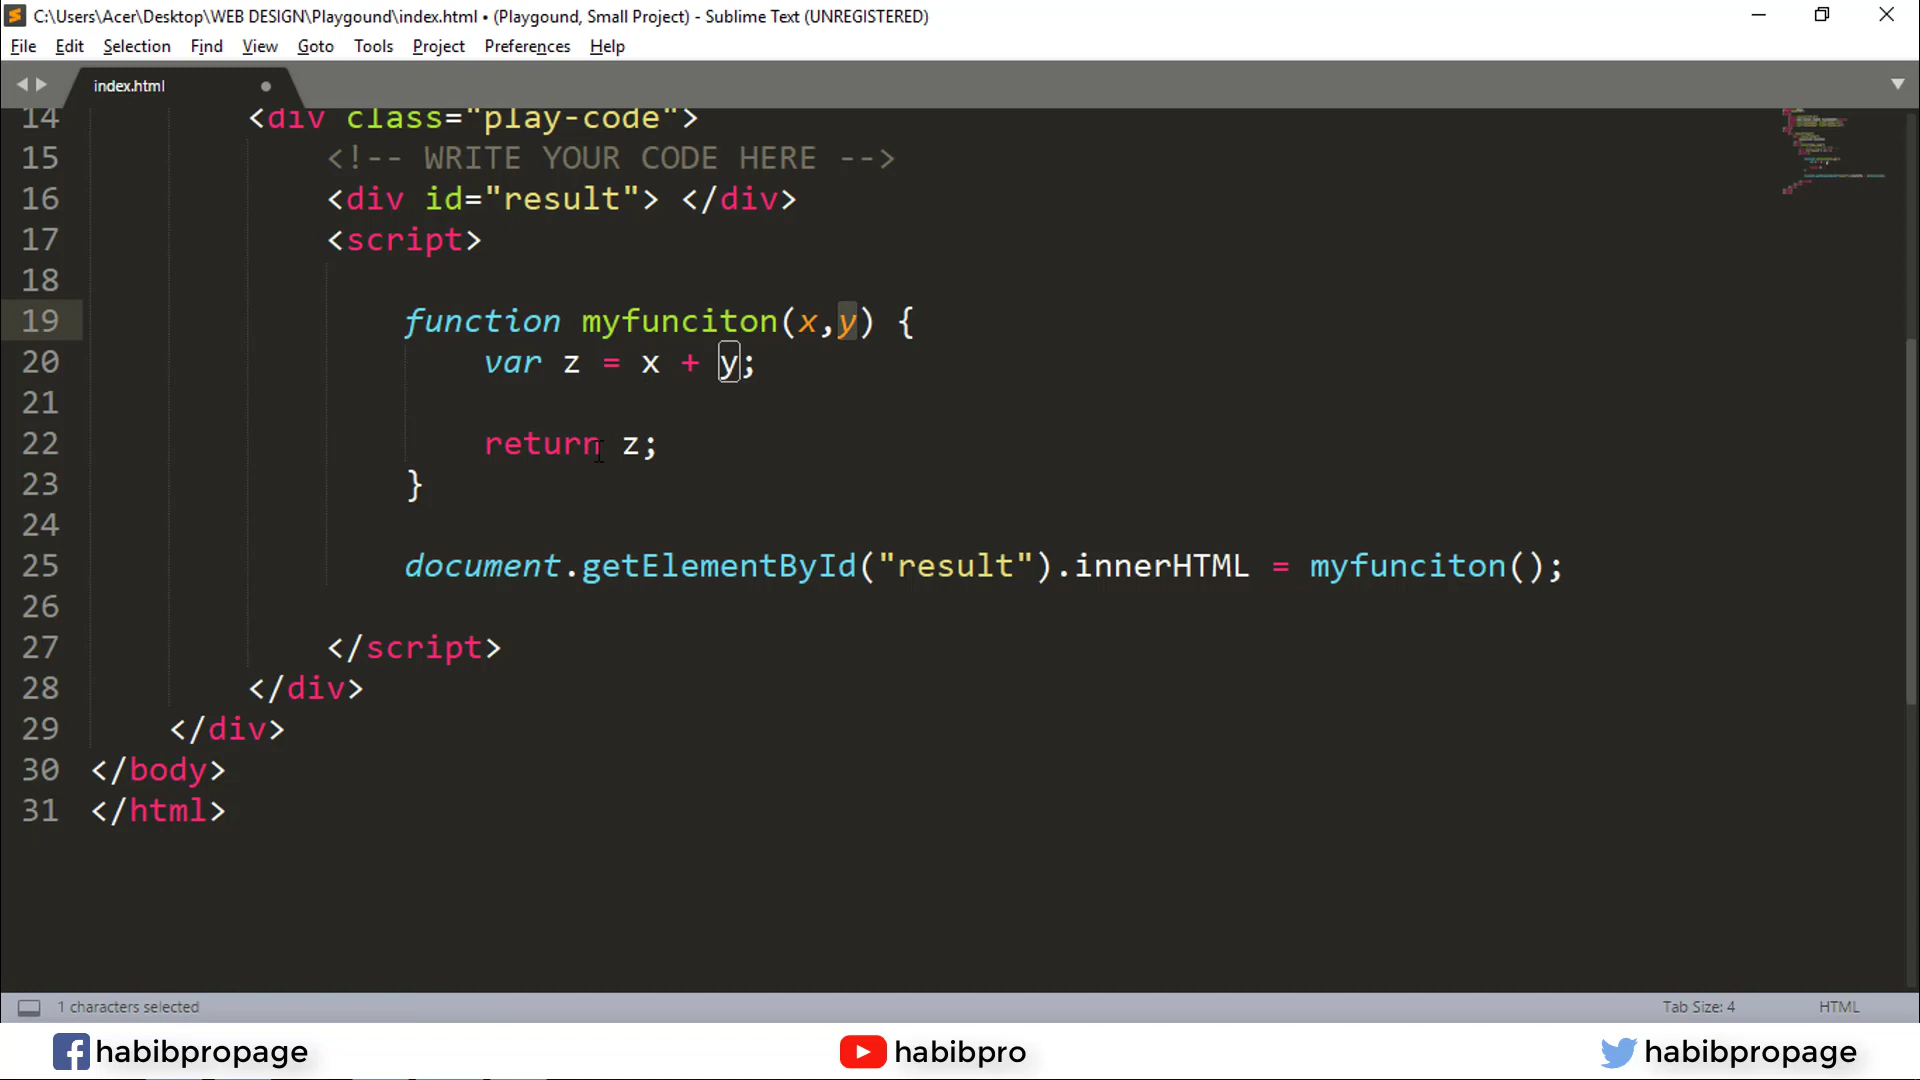 C:\Users\Acer\Desktop\WEB DESIGN\Playgound\index.html • (Playgound, Small Project) - Sublime Text (UNREGISTERED)
File Edit Selection Find View Goto Tools Project Preferences Help
index.html
14 <div class="play-code">
15 <!-- WRITE YOUR CODE HERE -->
16 <div id="result"> </div>
17 <script>
18
19 function myfunciton(x,y) {
20 var z = x + y;
21
22 return z;
23 }
24
25 document.getElementById("result").innerHTML = myfunciton();
26
27 </script>
28 </div>
29 </div>
30 </body>
31 </html>
1 characters selected Tab Size: 4 HTML
habibpropage habibpro habibpropage